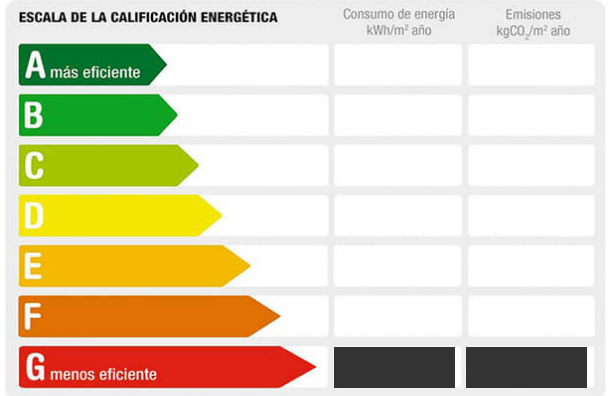 ESCALA DE LA CALIFICACIÓN ENERGÉTICA
Consumo de energía
kWh/m² año
Emisiones
kgCO₂/m² año
A más eficiente
B
C
D
E
F
G menos eficiente